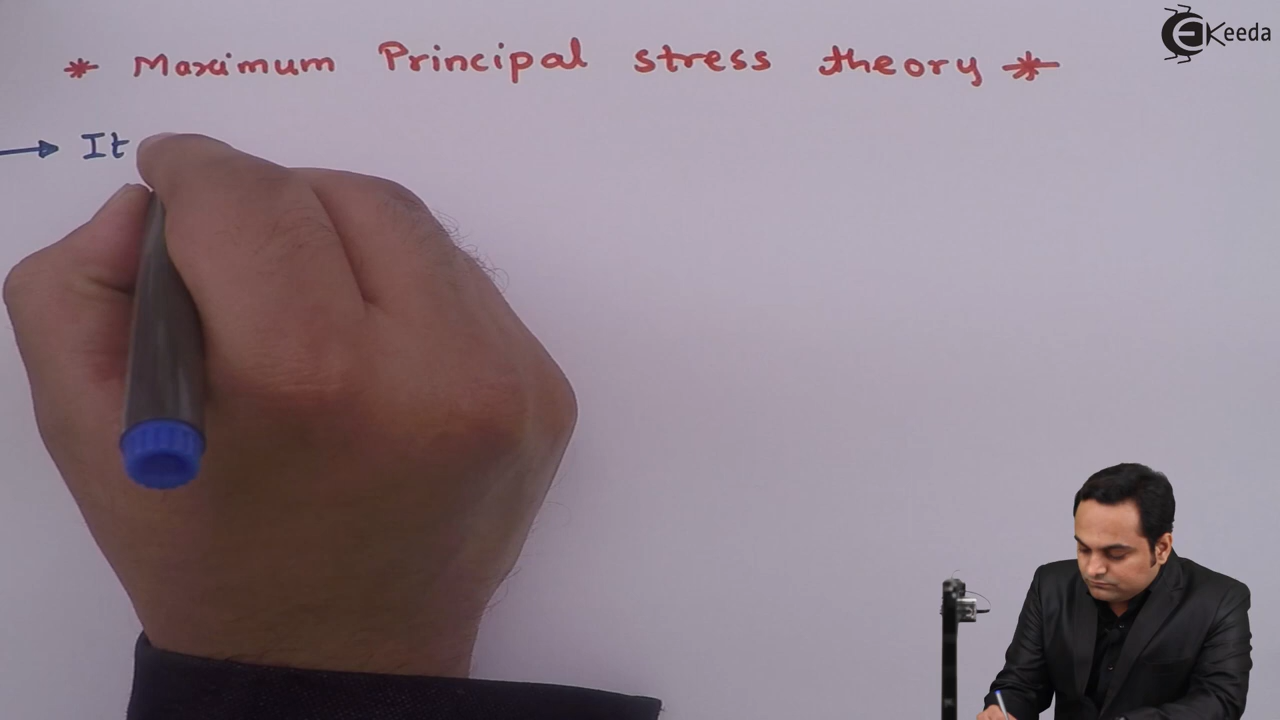 * Maximum Principal stress theory *
→ It
EKeeda